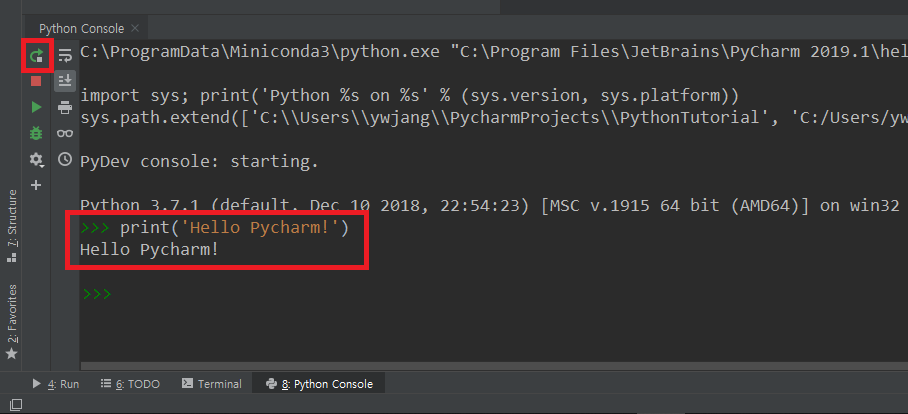 Python Console
C:\ProgramData\Miniconda3\python.exe "C:\Program Files\JetBrains\PyCharm 2019.1\hel
import sys; print('Python %s on %s' % (sys.version, sys.platform))
sys.path.extend(['C:\\Users\\ywjang\\PycharmProjects\\PythonTutorial', 'C:/Users/yw
PyDev console: starting.
Python 3.7.1 (default, Dec 10 2018, 22:54:23) [MSC v.1915 64 bit (AMD64)] on win32
>>> print('Hello Pycharm!')
Hello Pycharm!
>>>
7: Structure
2: Favorites
4: Run
6: TODO
Terminal
8: Python Console